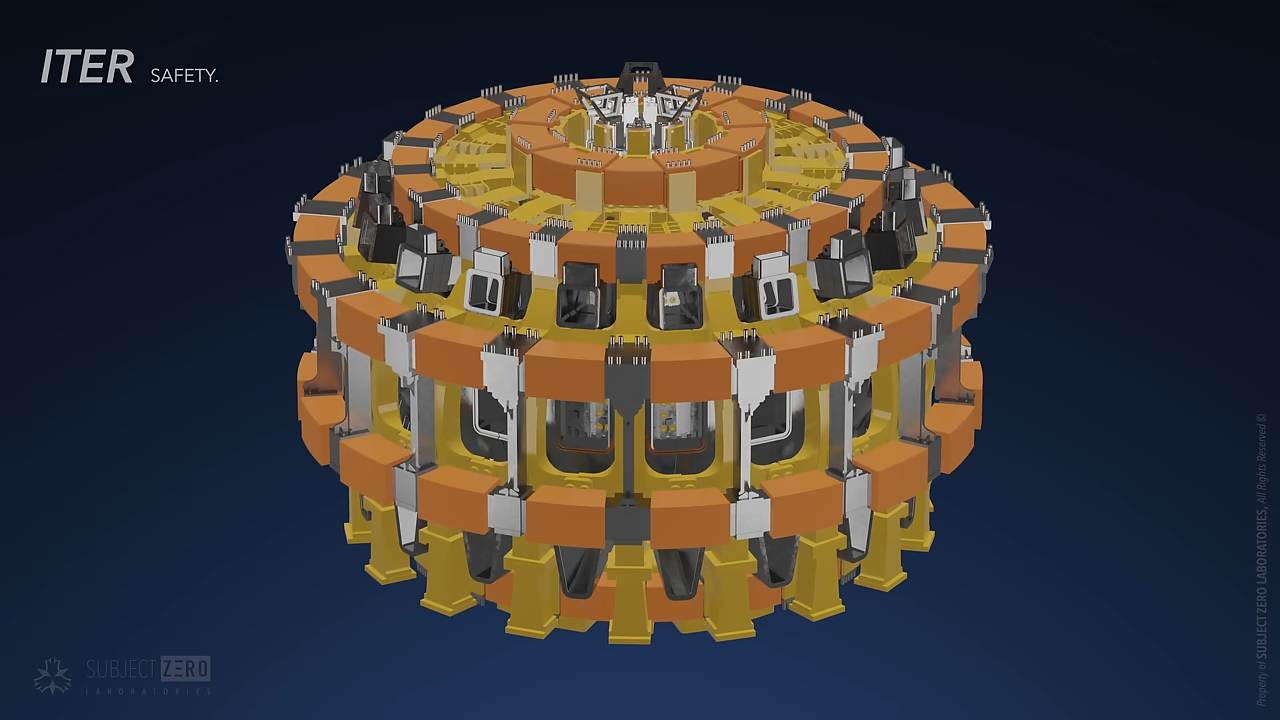 ITER SAFETY.
SUBJECT ZERO
LABORATORIES
Property of SUBJECT ZERO LABORATORIES, All Rights Reserved ©